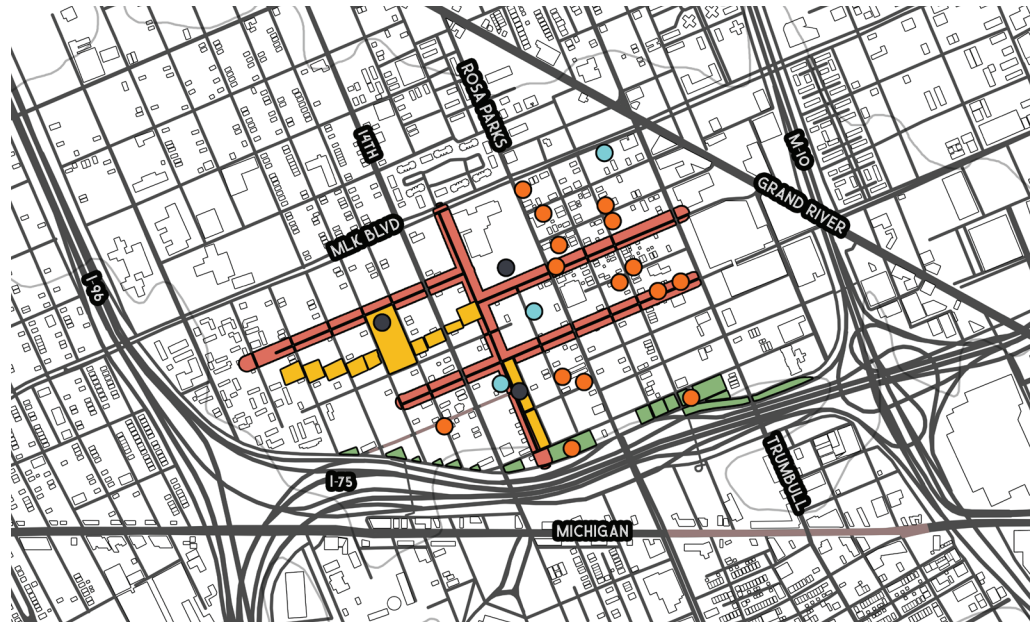 ROSA PARKS
14TH
M-10
GRAND RIVER
MLK BLVD
I-96
I-75
TRUMBULL
MICHIGAN